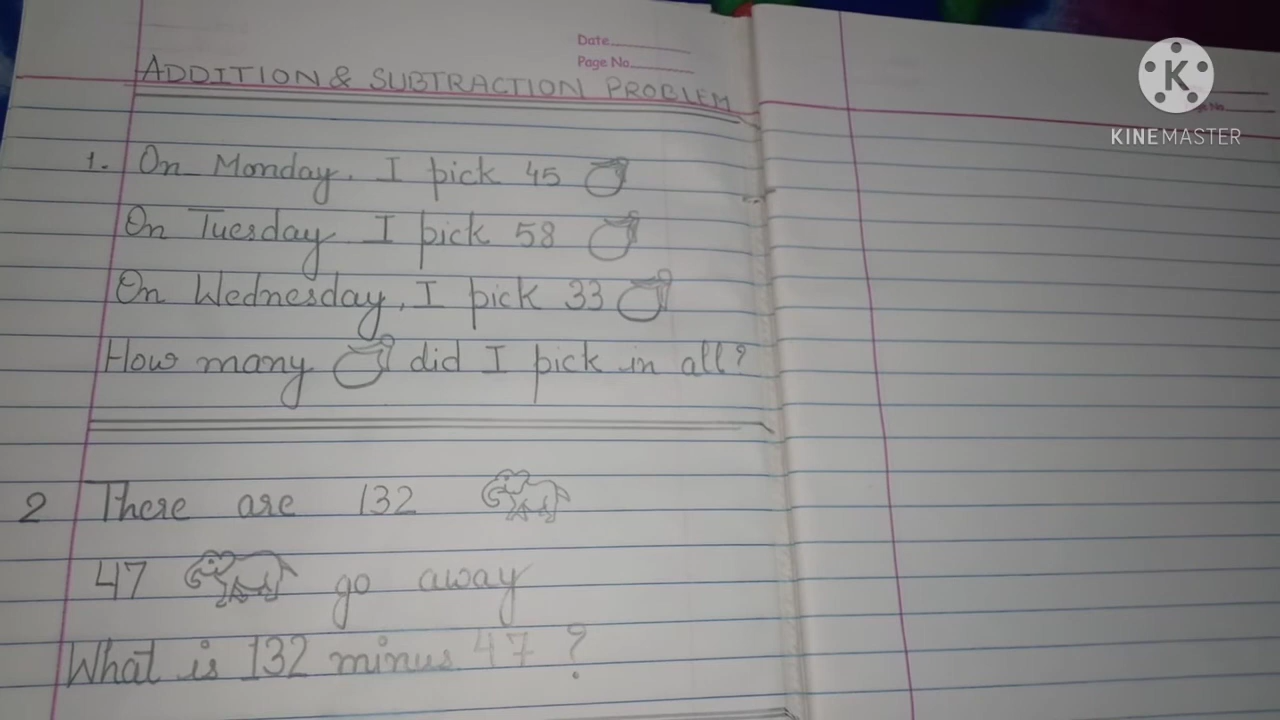 Date
Page No.
K
KINEMASTER
ADDITION & SUBTRACTION PROBLEM
1. On Monday, I pick 45
On Tuesday I pick 58
On Wednesday, I pick 33
How many did I pick in all?
2 There are 132
47 go away
What is 132 minus 47 ?